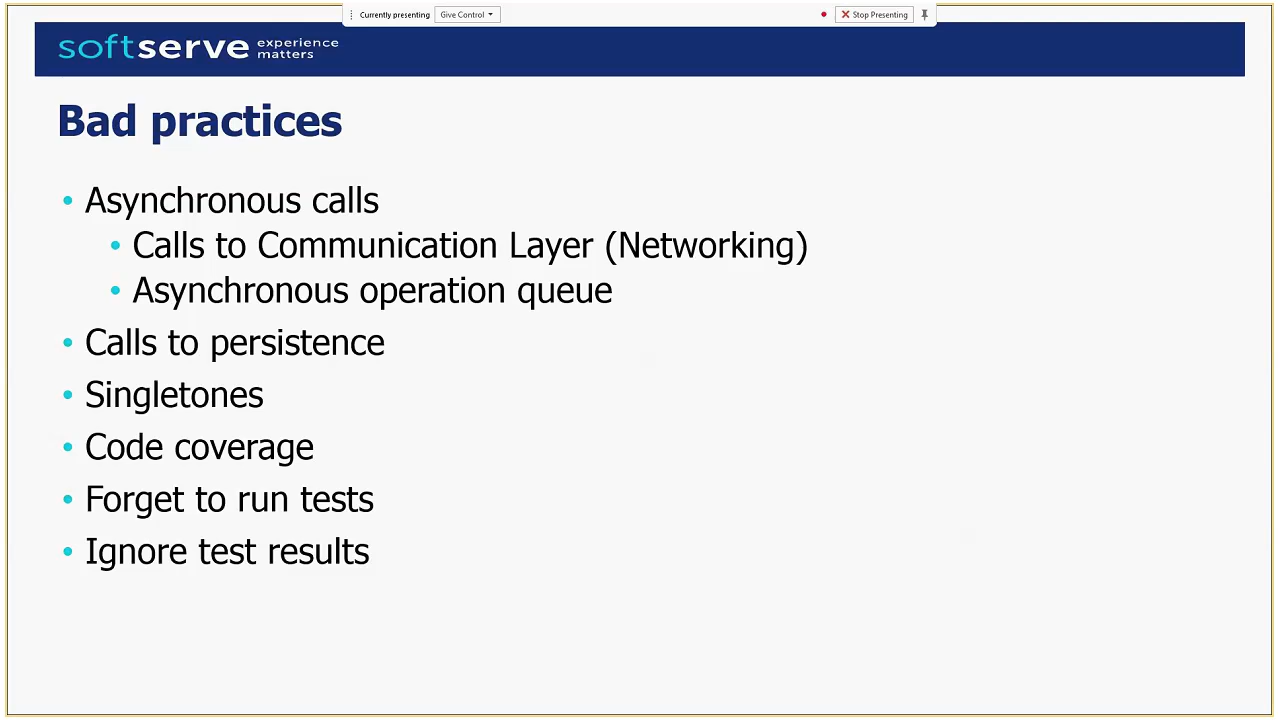 Currently presenting Give Control Stop Presenting
softserve experience matters
Bad practices
• Asynchronous calls
• Calls to Communication Layer (Networking)
• Asynchronous operation queue
• Calls to persistence
• Singletones
• Code coverage
• Forget to run tests
• Ignore test results